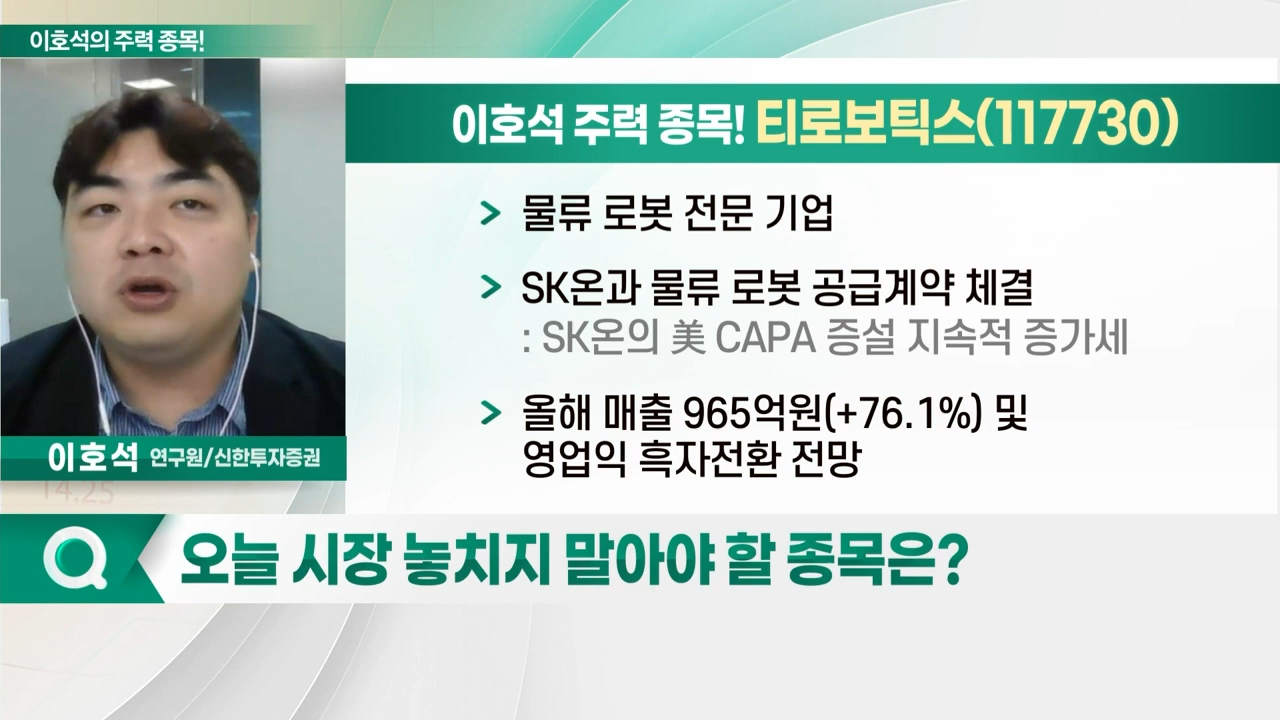 이호석의 주력 종목!
이호석 주력 종목! 티로보틱스(117730)
> 물류 로봇 전문 기업
> SK온과 물류 로봇 공급계약 체결
: SK온의 美 CAPA 증설 지속적 증가세
> 올해 매출 965억원(+76.1%) 및
영업익 흑자전환 전망
이호석 연구원/신한투자증권
14.25
Q 오늘 시장 놓치지 말아야 할 종목은?